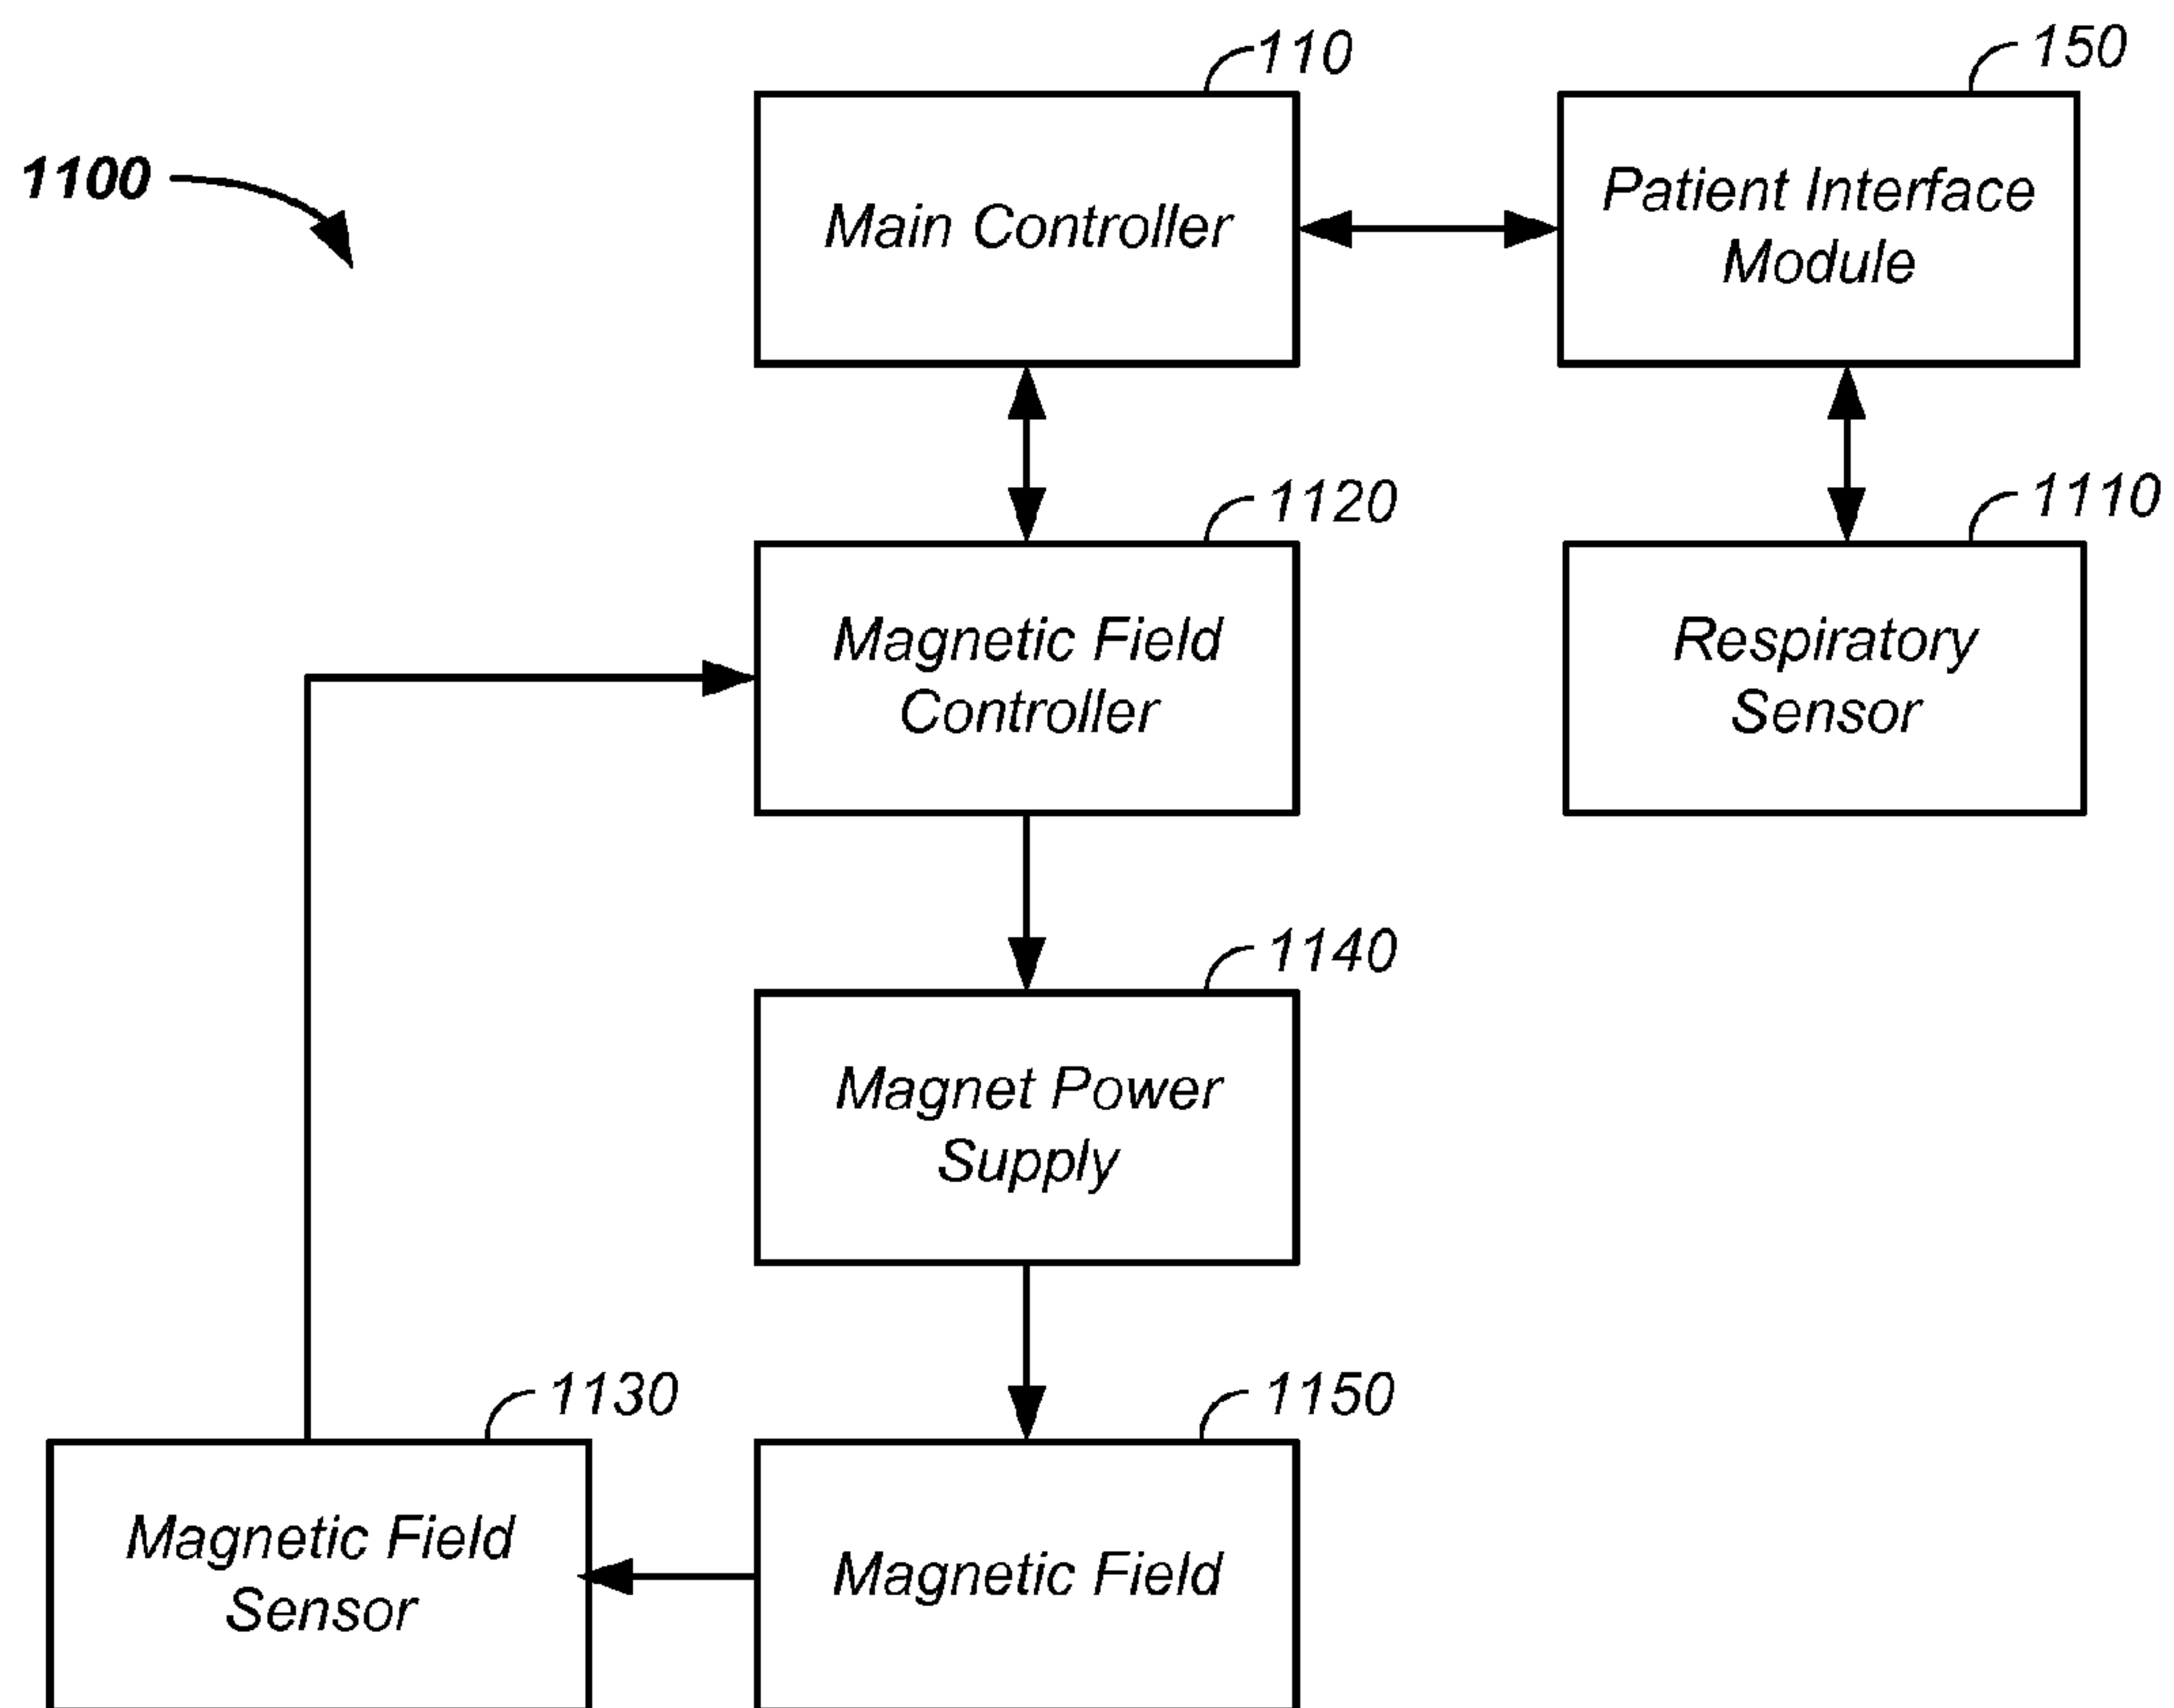 110
150
1100
Main Controller
Patient Interface
Module
1120
1110
Magnetic Field
Controller
Respiratory
Sensor
1140
Magnet Power
Supply
1130
1150
Magnetic Field
Sensor
Magnetic Field